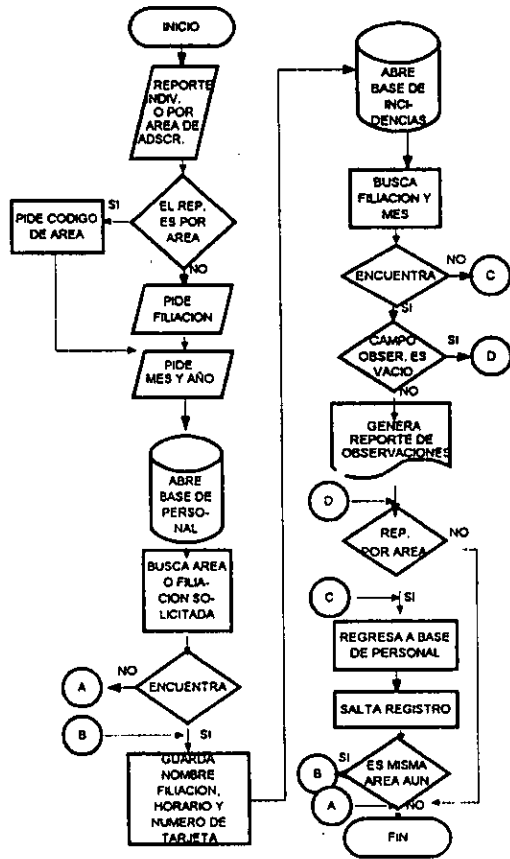 INICIO
REPORTE
INDIV.
O POR
AREA DE
ADSCR.
EL REP.
ES POR
AREA
SI
PIDE CODIGO
DE AREA
NO
PIDE
FILIACION
PIDE
MES Y AÑO
ABRE
BASE DE
PERSO-
NAL
BUSCA AREA
O FILIA-
CION SO-
LICITADA
ENCUENTRA
NO
A
B
SI
GUARDA
NOMBRE
FILIACION,
HORARIO Y
NUMERO DE
TARJETA
ABRE
BASE DE
INCI-
DENCIAS
BUSCA
FILIACION Y
MES
ENCUENTRA
NO
C
SI
CAMPO
OBSER. ES
VACIO
SI
D
NO
GENERA
REPORTE DE
OBSERVACIONES
D
REP.
POR AREA
NO
C
SI
REGRESA A BASE
DE PERSONAL
SALTA REGISTRO
ES MISMA
AREA AUN
SI
B
A
NO
FIN